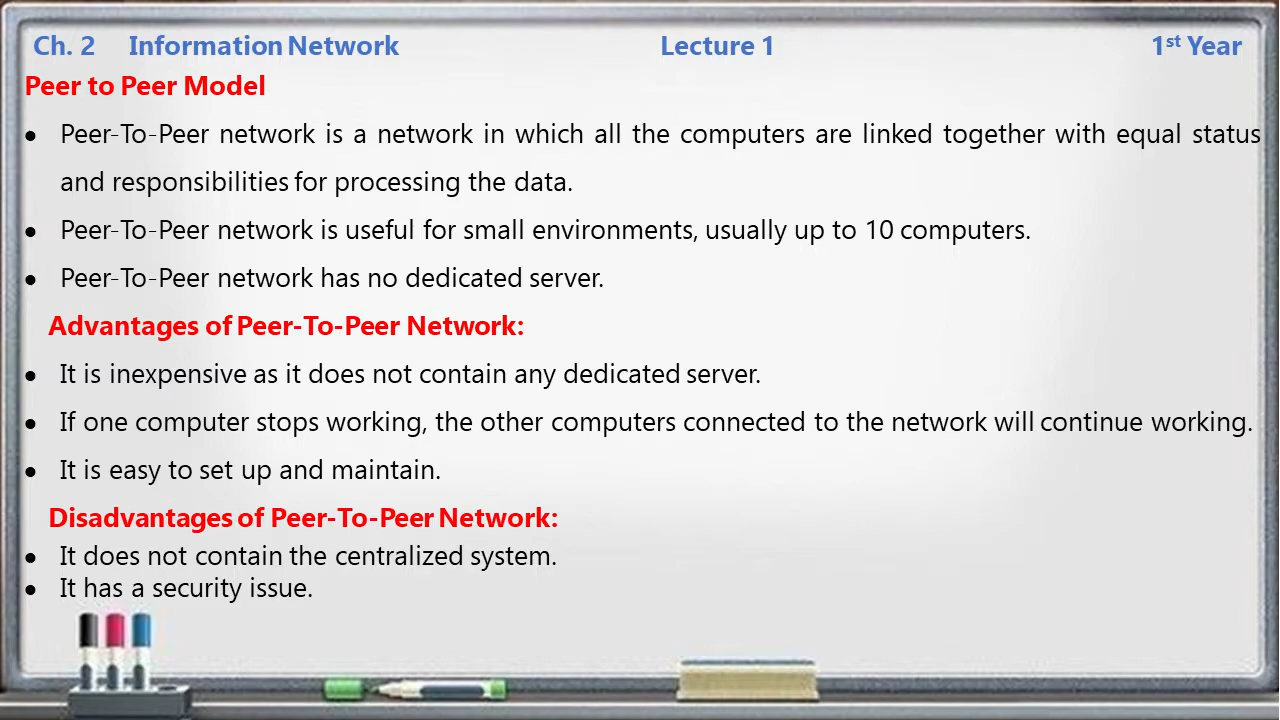 Ch. 2 Information Network Lecture 1 1st Year
Peer to Peer Model
• Peer-To-Peer network is a network in which all the computers are linked together with equal status
and responsibilities for processing the data.
• Peer-To-Peer network is useful for small environments, usually up to 10 computers.
• Peer-To-Peer network has no dedicated server.
Advantages of Peer-To-Peer Network:
• It is inexpensive as it does not contain any dedicated server.
• If one computer stops working, the other computers connected to the network will continue working.
• It is easy to set up and maintain.
Disadvantages of Peer-To-Peer Network:
• It does not contain the centralized system.
• It has a security issue.